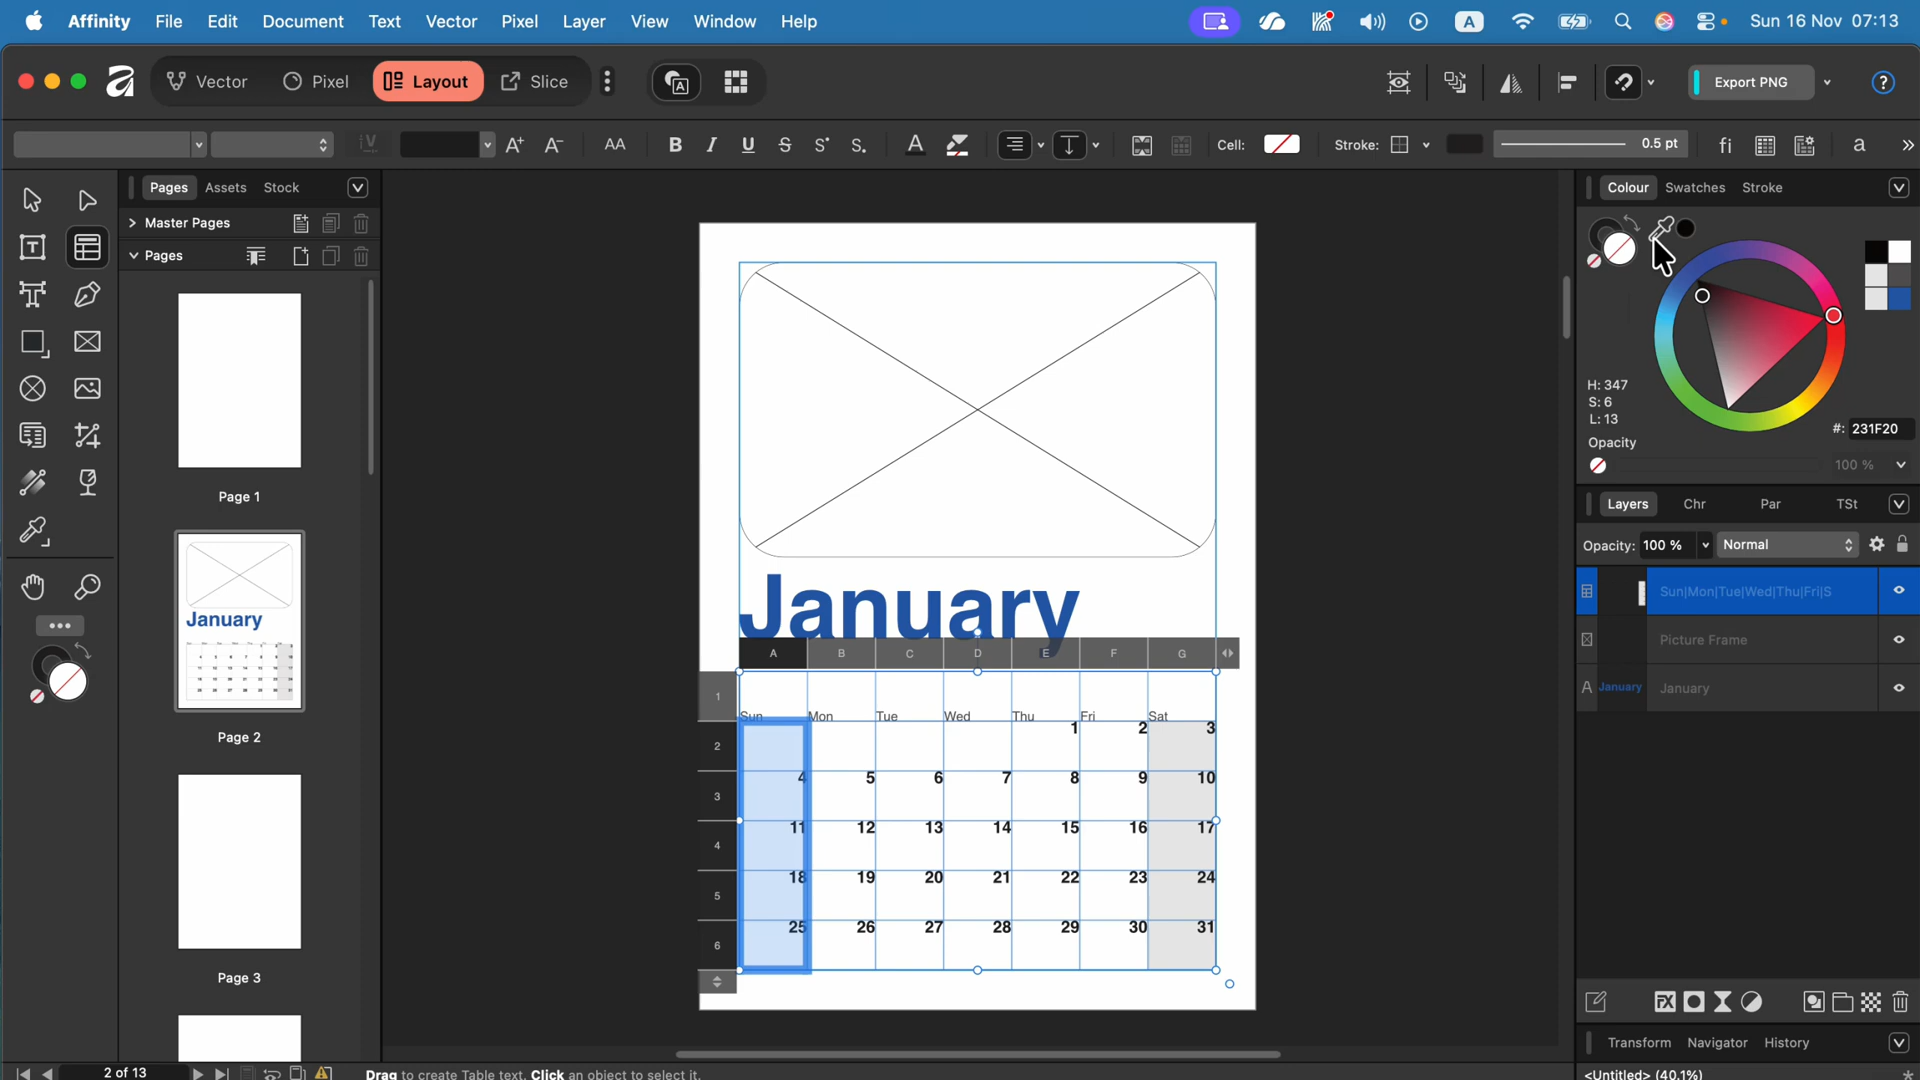 Affinity File Edit Document Text Vector Pixel Layer View Window Help A Sun 16 Nov 07:13
Vector Pixel Layout Slice A Export PNG ?
A+ A- AA B I U S S S. A Cell: Stroke: 0.5 pt fi a
Pages Assets Stock
Master Pages
Pages
Page 1
Page 2
Page 3
January
January
A B C D E F G
1 Sun Mon Tue Wed Thu Fri Sat
2 1 2 3
3 4 5 6 7 8 9 10
4 11 12 13 14 15 16 17
5 18 19 20 21 22 23 24
6 25 26 27 28 29 30 31
Colour Swatches Stroke
H: 347
S: 6
L: 13
#: 231F20
Opacity
100 %
Layers Chr Par TSt
Opacity: 100 % Normal
Sun|Mon|Tue|Wed|Thu|Fri|S
Picture Frame
A January January
FX
Transform Navigator History
2 of 13 Drag to create Table text. Click an object to select it. <Untitled> (40.1%) *